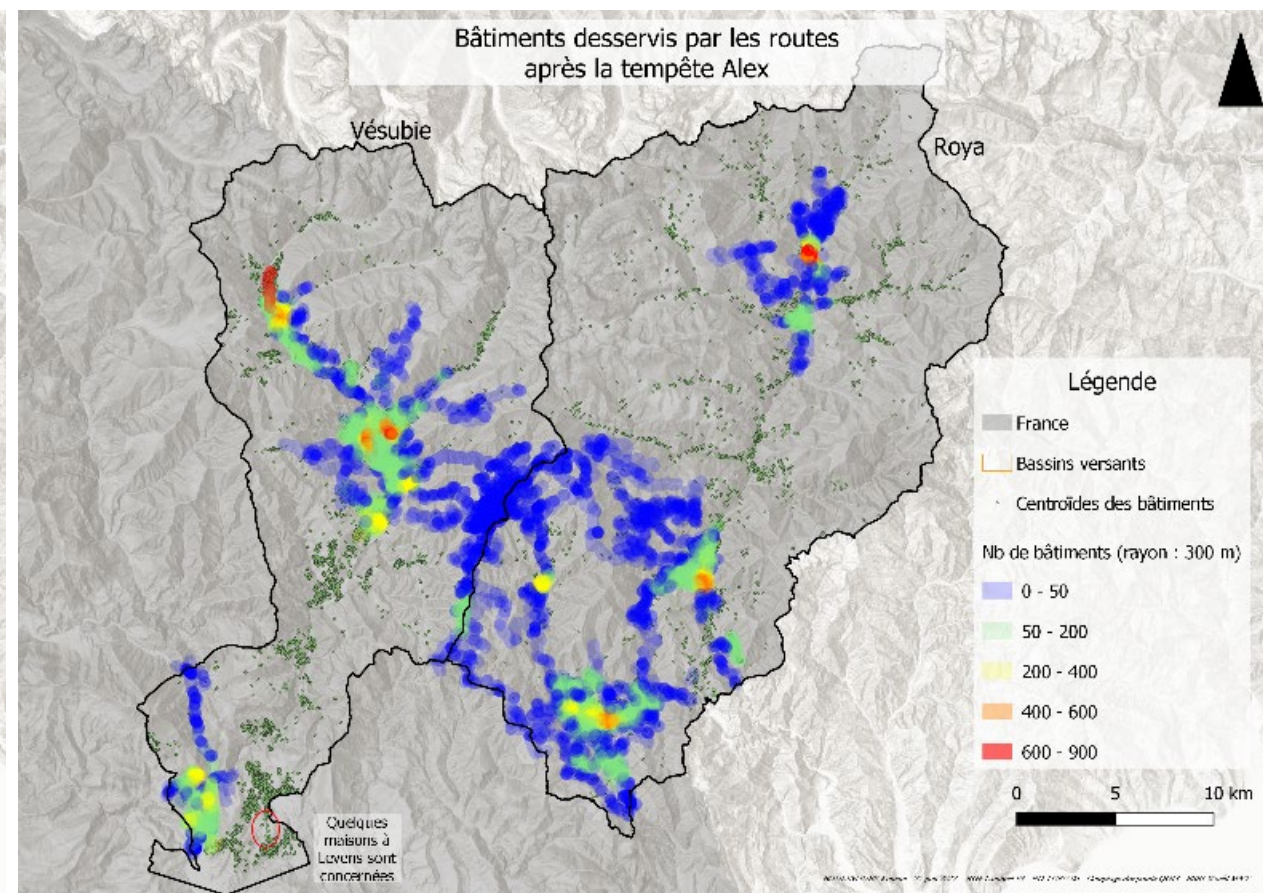 Bâtiments desservis par les routes
après la tempête Alex
Vésubie
Roya
Légende
France
Bassins versants
Centroïdes des bâtiments
Nb de bâtiments (rayon : 300 m)
0 - 50
50 - 200
200 - 400
400 - 600
600 - 900
0 5 10 km
Quelques
maisons à
Levens sont
concernées